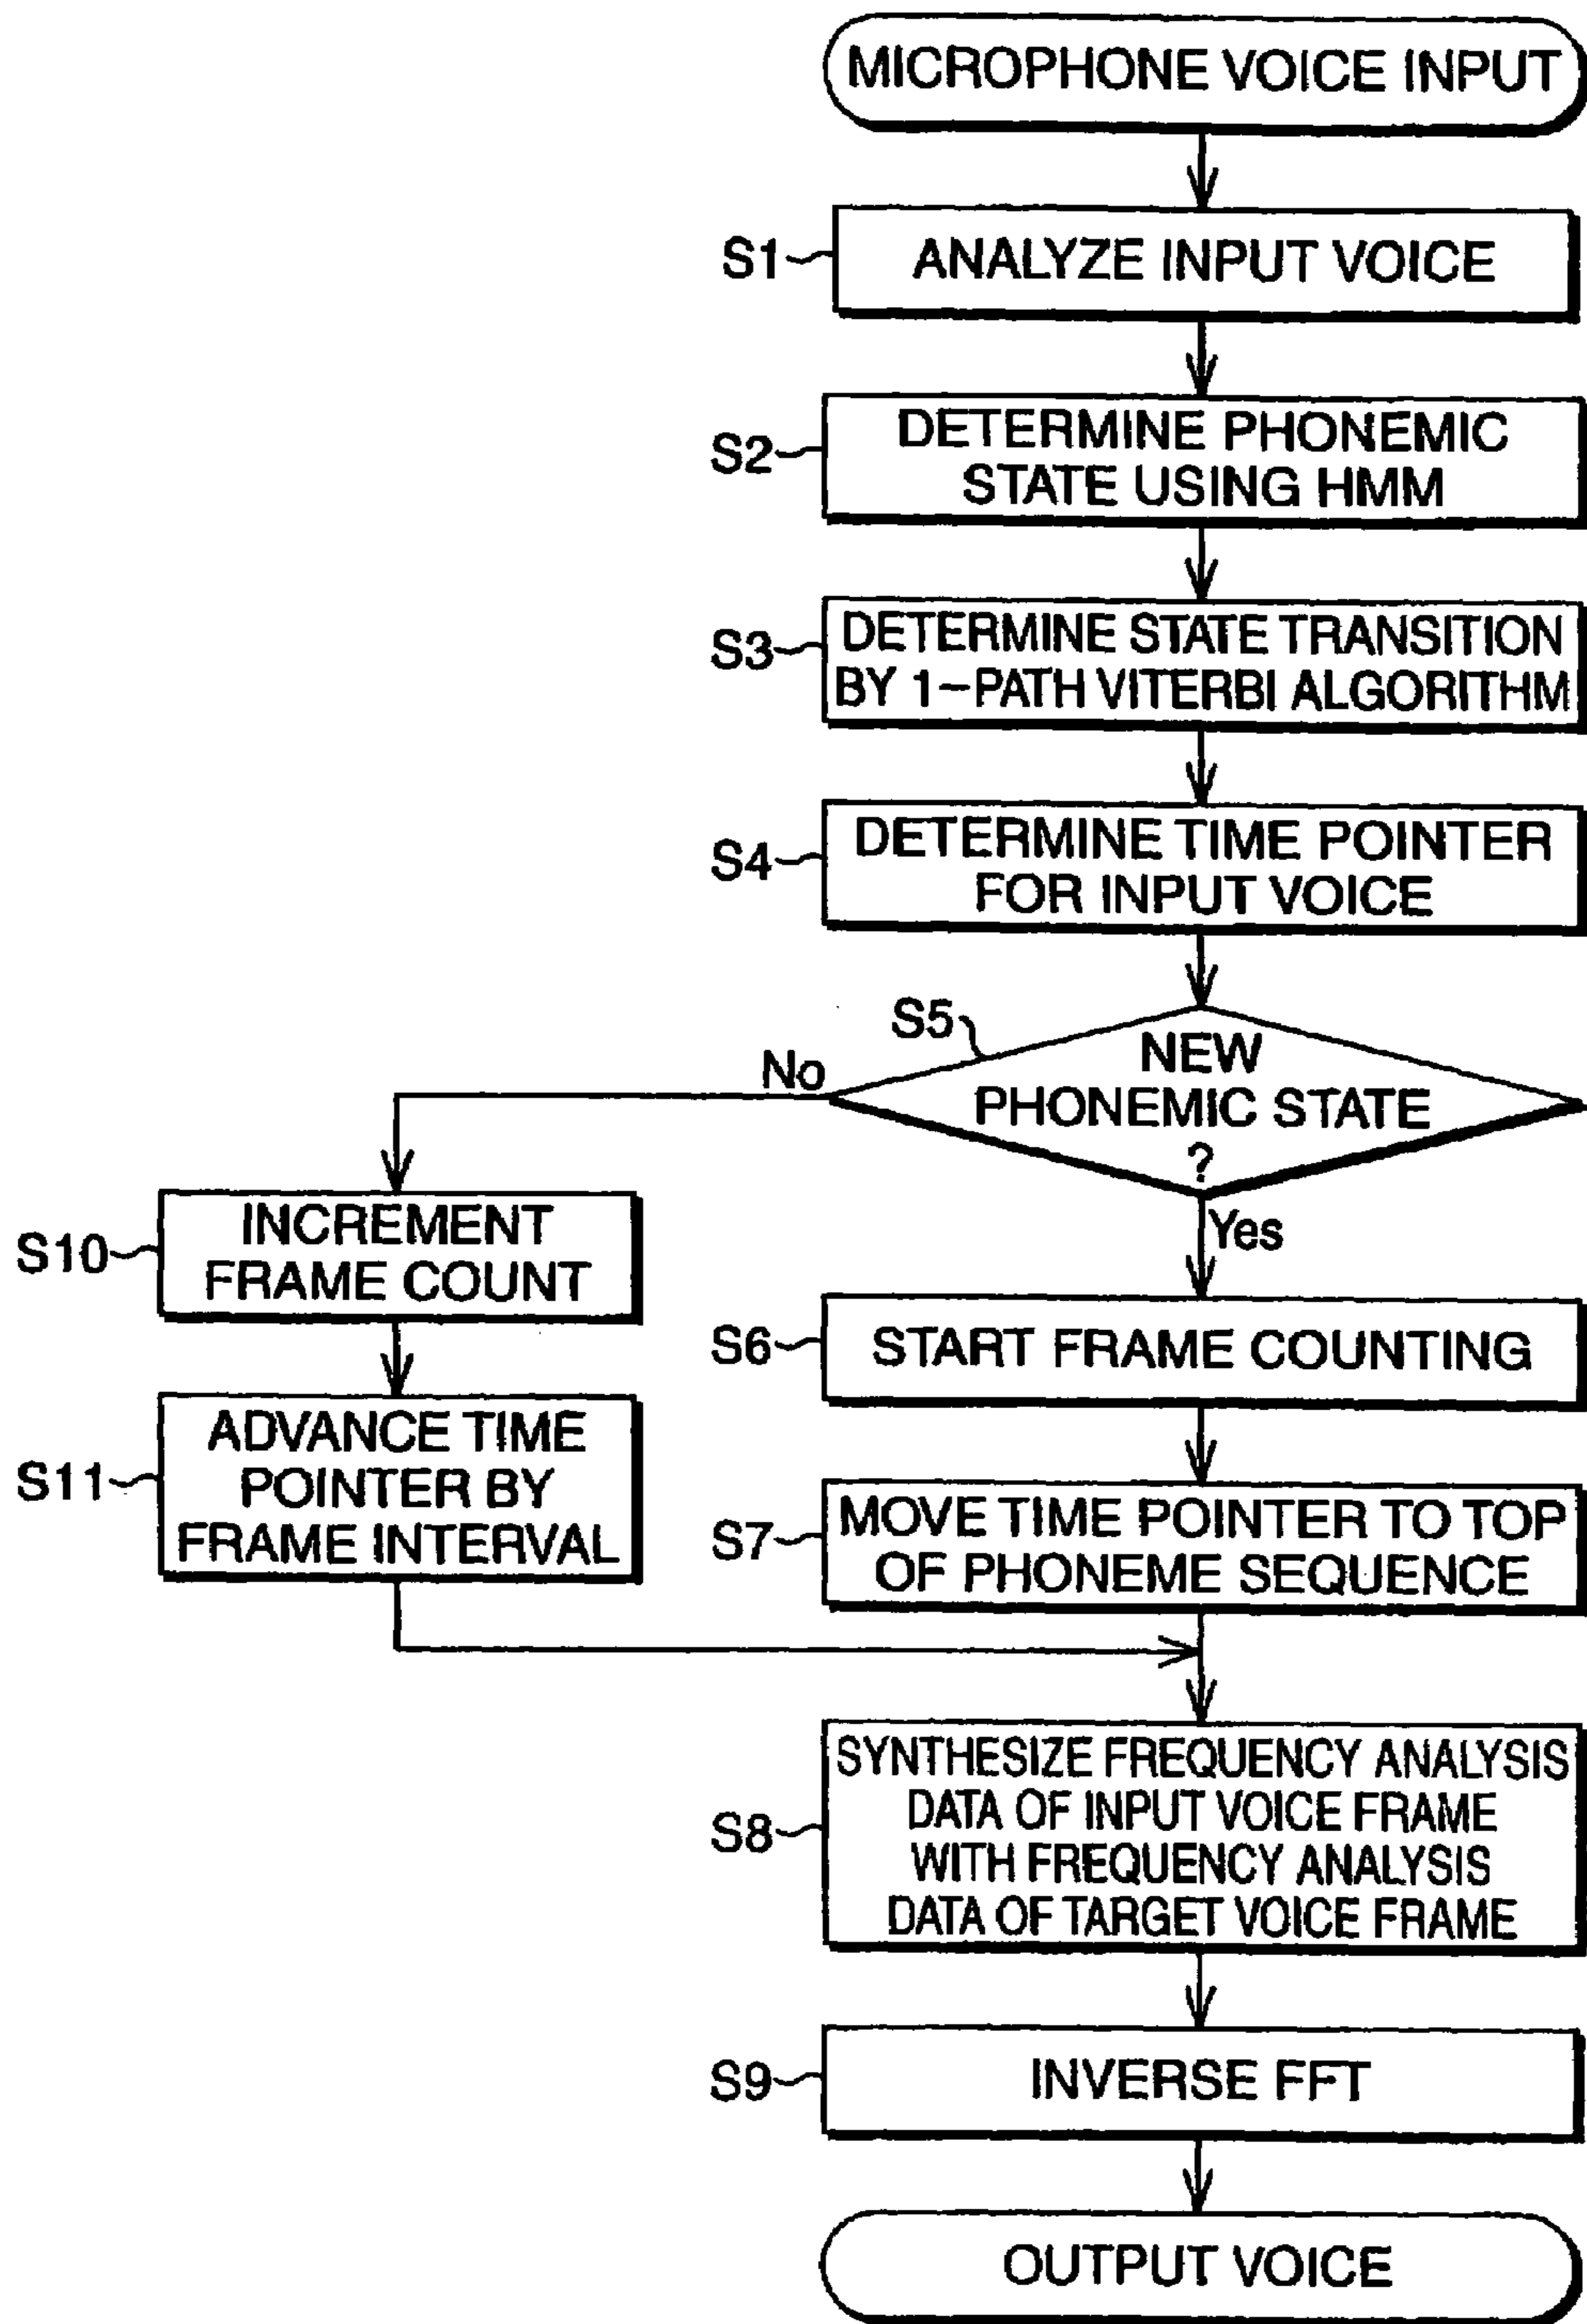 MICROPHONE VOICE INPUT
S1
ANALYZE INPUT VOICE
S2
DETERMINE PHONEMIC
STATE USING HMM
S3
DETERMINE STATE TRANSITION
BY 1-PATH VITERBI ALGORITHM
S4
DETERMINE TIME POINTER
FOR INPUT VOICE
S5
NEW
PHONEMIC STATE
?
No
Yes
S10
INCREMENT
FRAME COUNT
S6
START FRAME COUNTING
S11
ADVANCE TIME
POINTER BY
FRAME INTERVAL
S7
MOVE TIME POINTER TO TOP
OF PHONEME SEQUENCE
S8
SYNTHESIZE FREQUENCY ANALYSIS
DATA OF INPUT VOICE FRAME
WITH FREQUENCY ANALYSIS
DATA OF TARGET VOICE FRAME
S9
INVERSE FFT
OUTPUT VOICE